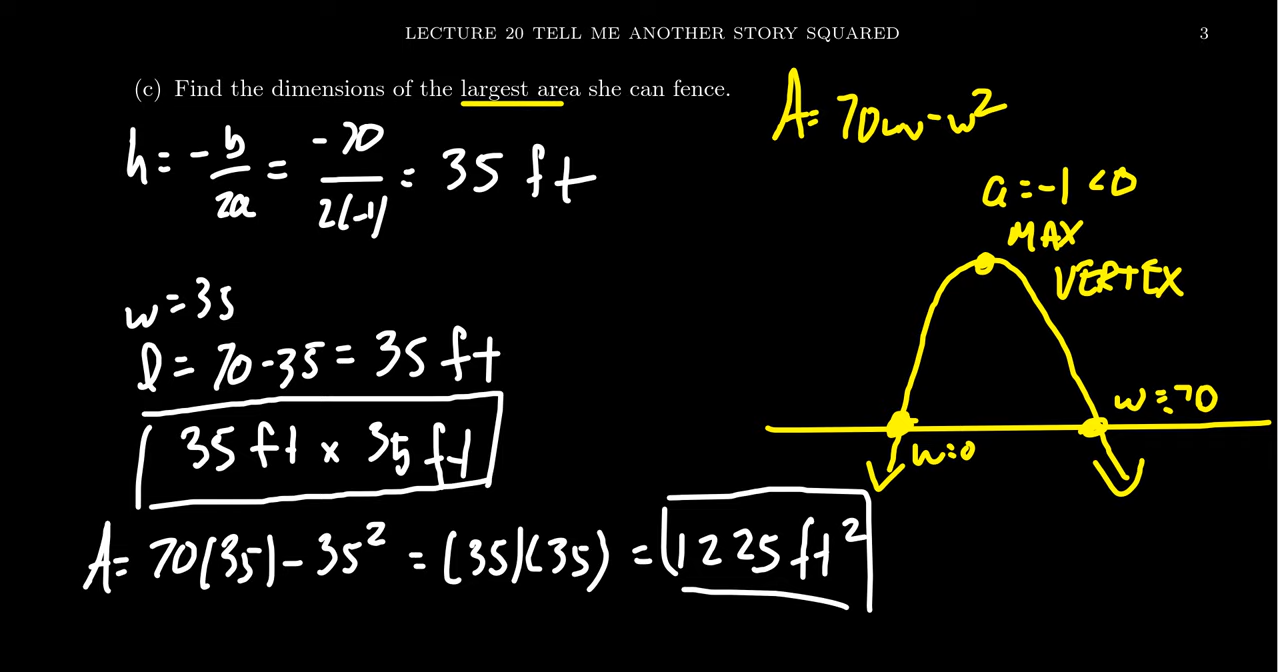 LECTURE 20 TELL ME ANOTHER STORY SQUARED 3
(c) Find the dimensions of the largest area she can fence.
A = 70w - w²
h = -b/2a = -70/2(-1) = 35 ft
a = -1 < 0
MAX
VERTEX
w = 35
l = 70 - 35 = 35 ft
w = 70
35 ft x 35 ft
w = 0
A = 70(35) - 35² = (35)(35) = 1225 ft²